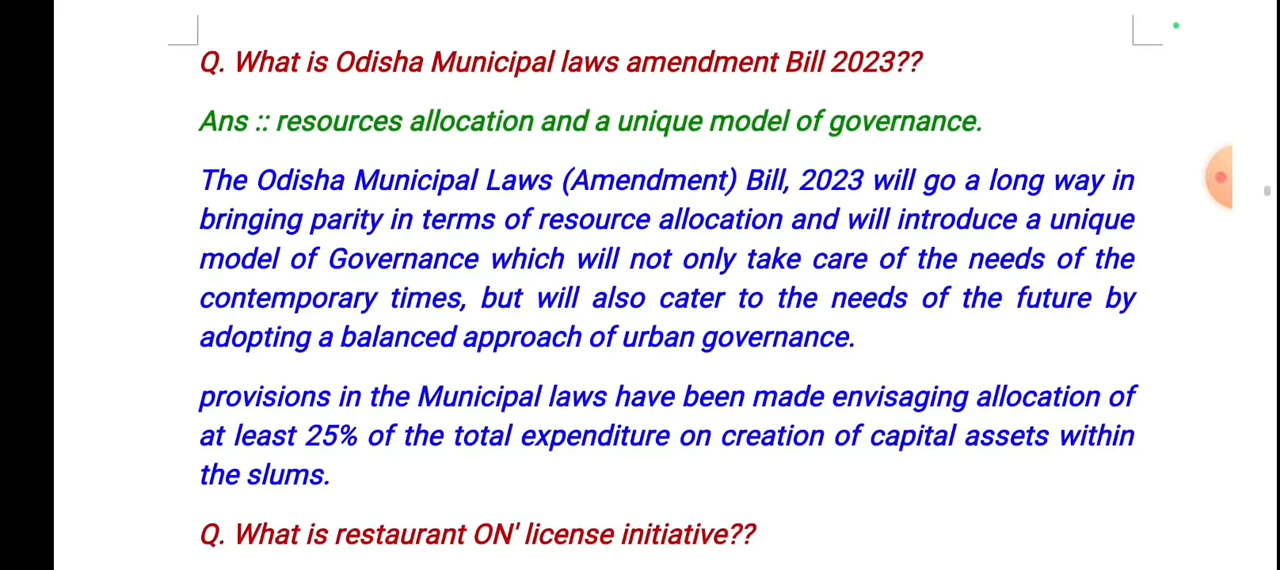 Q. What is Odisha Municipal laws amendment Bill 2023??
Ans :: resources allocation and a unique model of governance.
The Odisha Municipal Laws (Amendment) Bill, 2023 will go a long way in
bringing parity in terms of resource allocation and will introduce a unique
model of Governance which will not only take care of the needs of the
contemporary times, but will also cater to the needs of the future by
adopting a balanced approach of urban governance.
provisions in the Municipal laws have been made envisaging allocation of
at least 25% of the total expenditure on creation of capital assets within
the slums.
Q. What is restaurant ON' license initiative??